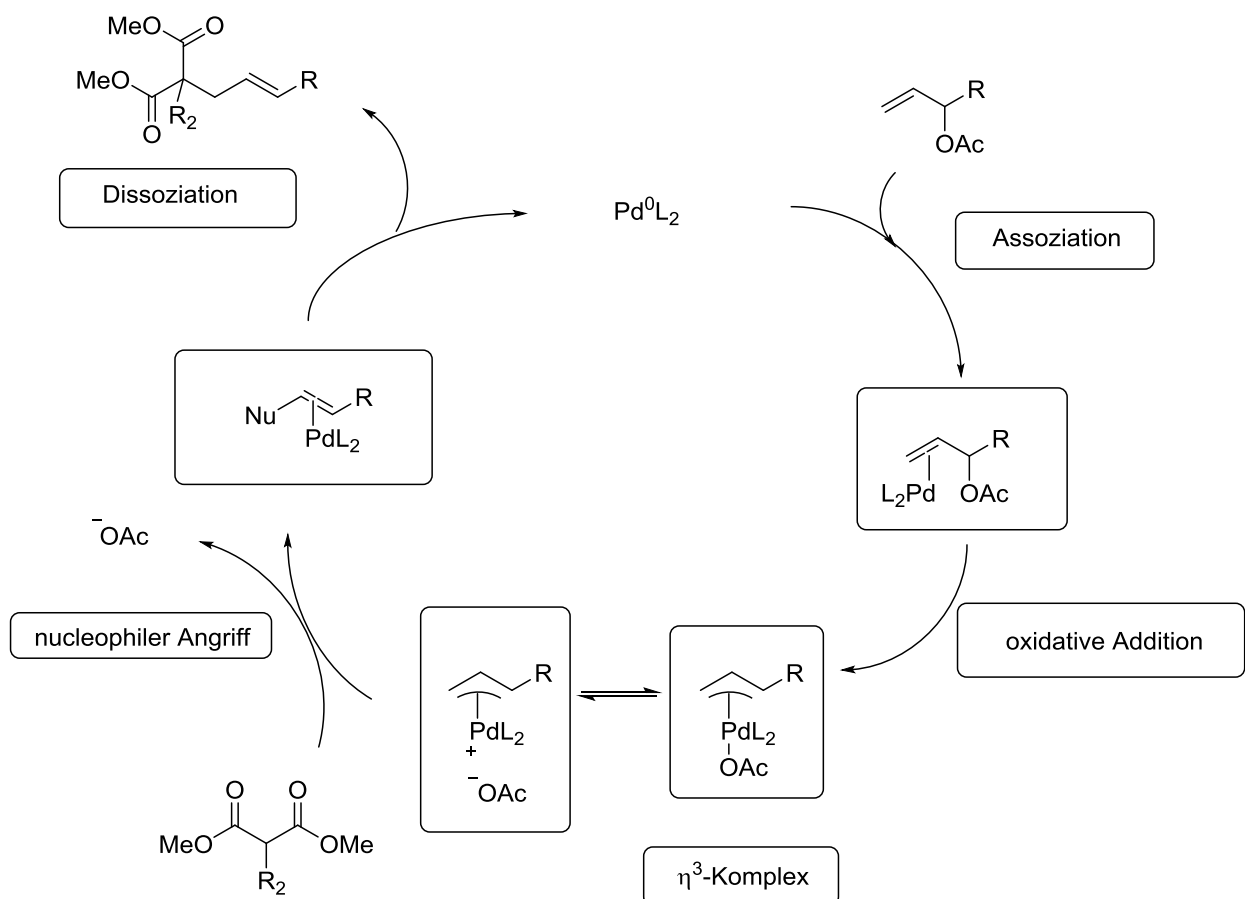 MeO
O
MeO
R
R₂
O
Dissoziation
R
OAc
Pd⁰L₂
Assoziation
Nu
R
PdL₂
R
L₂Pd
OAc
⁻OAc
nucleophiler Angriff
oxidative Addition
R
PdL₂
+
⁻OAc
R
PdL₂
OAc
O
O
MeO
OMe
R₂
η³-Komplex